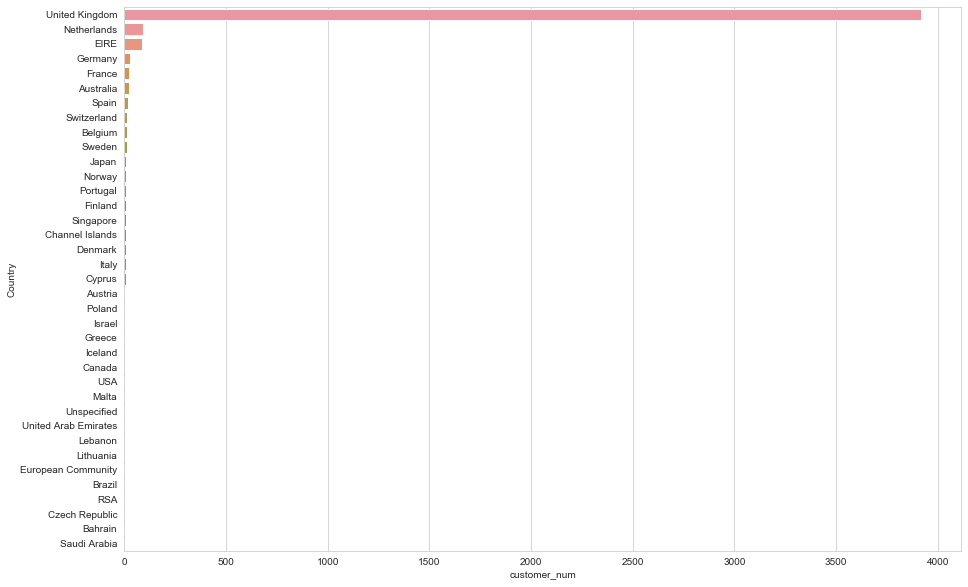 United Kingdom
Netherlands
EIRE
Germany
France
Australia
Spain
Switzerland
Belgium
Sweden
Japan
Norway
Portugal
Finland
Singapore
Channel Islands
Denmark
Italy
Cyprus
Austria
Poland
Israel
Greece
Iceland
Canada
USA
Malta
Unspecified
United Arab Emirates
Lebanon
Lithuania
European Community
Brazil
RSA
Czech Republic
Bahrain
Saudi Arabia
Country
0 500 1000 1500 2000 2500 3000 3500 4000
customer_num